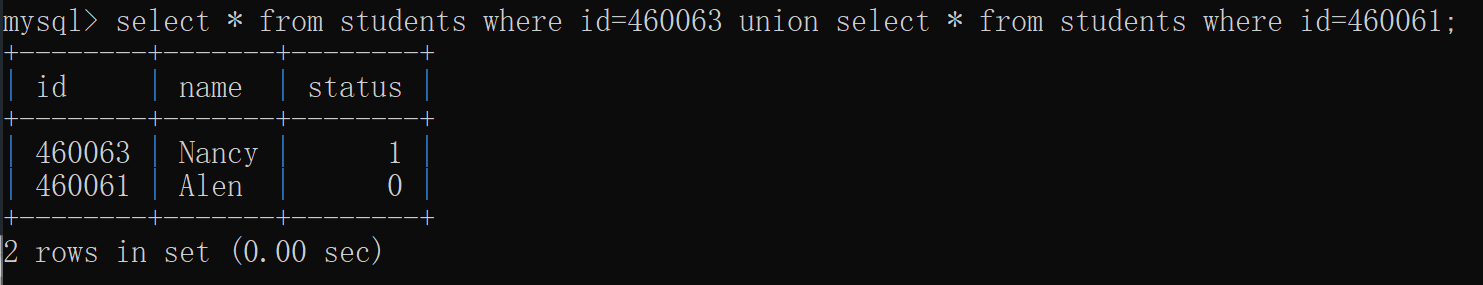 mysql> select * from students where id=460063 union select * from students where id=460061;
+--------+-------+--------+
| id     | name  | status |
+--------+-------+--------+
| 460063 | Nancy |      1 |
| 460061 | Alen  |      0 |
+--------+-------+--------+
2 rows in set (0.00 sec)